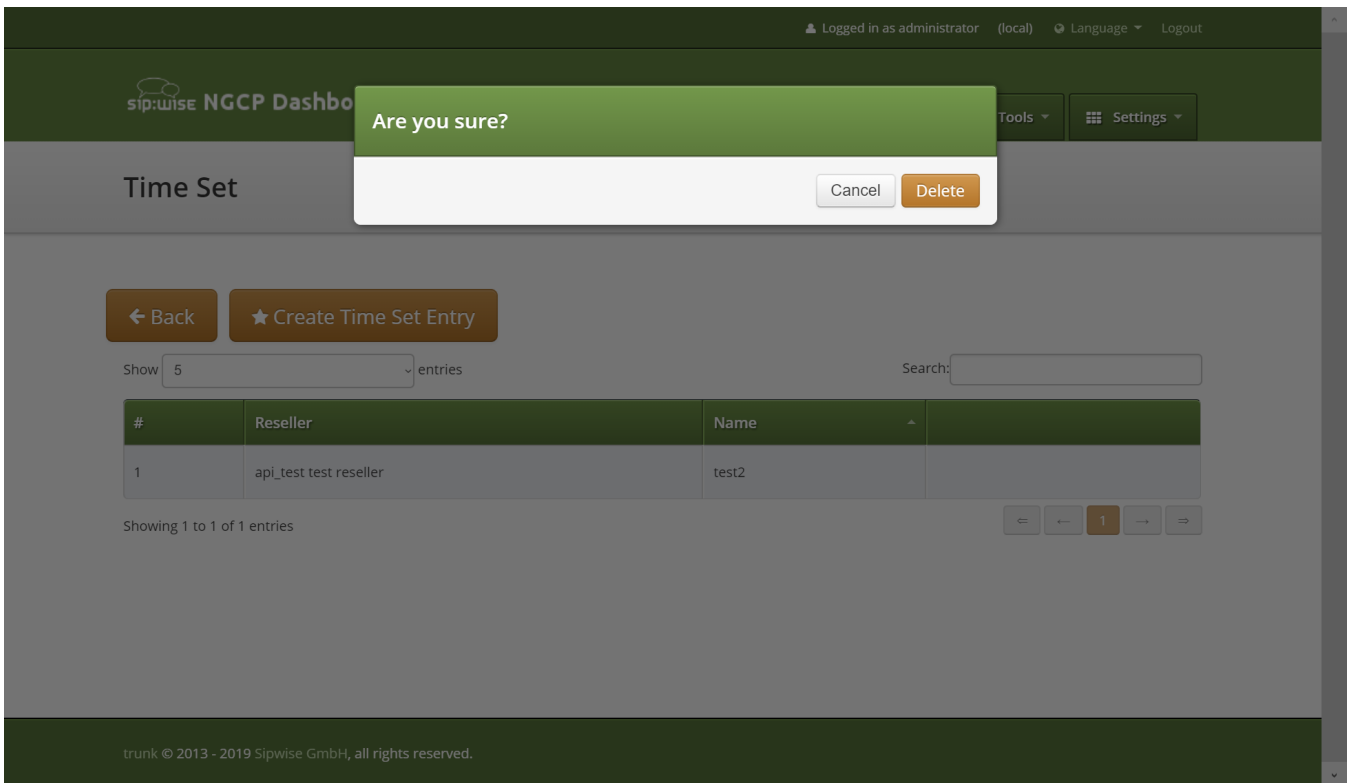 Logged in as administrator (local) Language Logout
sip:wise NGCP Dashbo
Tools Settings
Are you sure?
Cancel Delete
Time Set
Back Create Time Set Entry
Show 5 entries Search:
# Reseller Name
1 api_test test reseller test2
Showing 1 to 1 of 1 entries
⇐ ← 1 → ⇒
trunk © 2013 - 2019 Sipwise GmbH, all rights reserved.